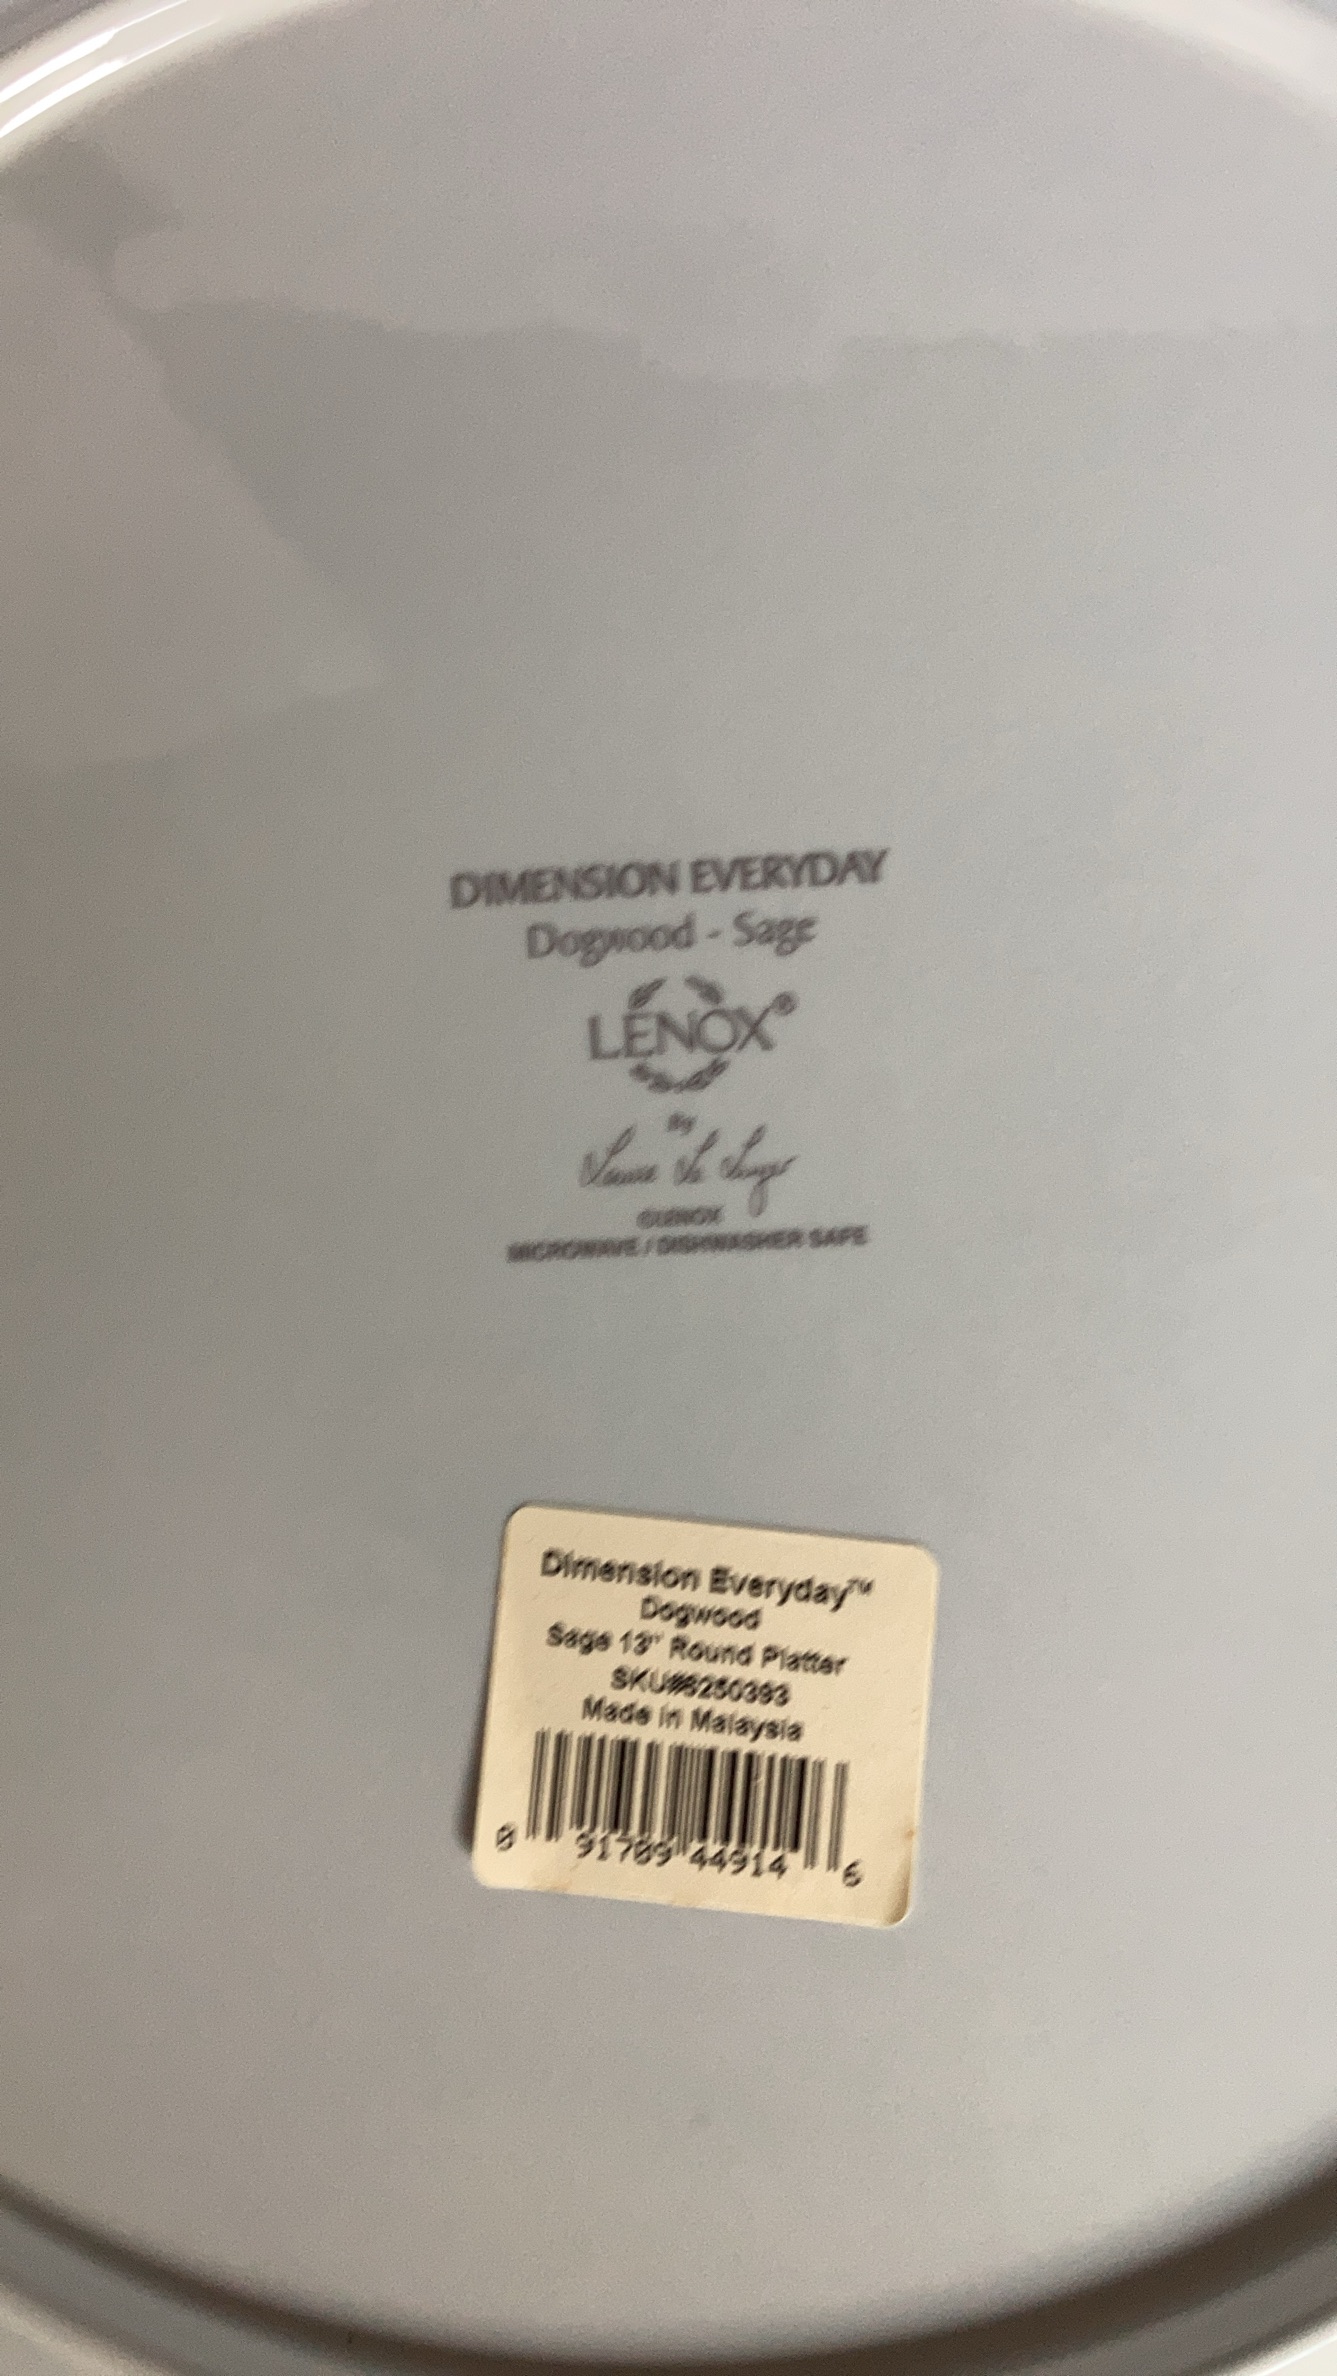 DIMENSION EVERYDAY
Dogwood - Sage
LENOX®
By
©LENOX
MICROWAVE / DISHWASHER SAFE
Dimension Everyday™
Dogwood
Sage 13" Round Platter
SKU#6250393
Made in Malaysia
0 91709 44914 6